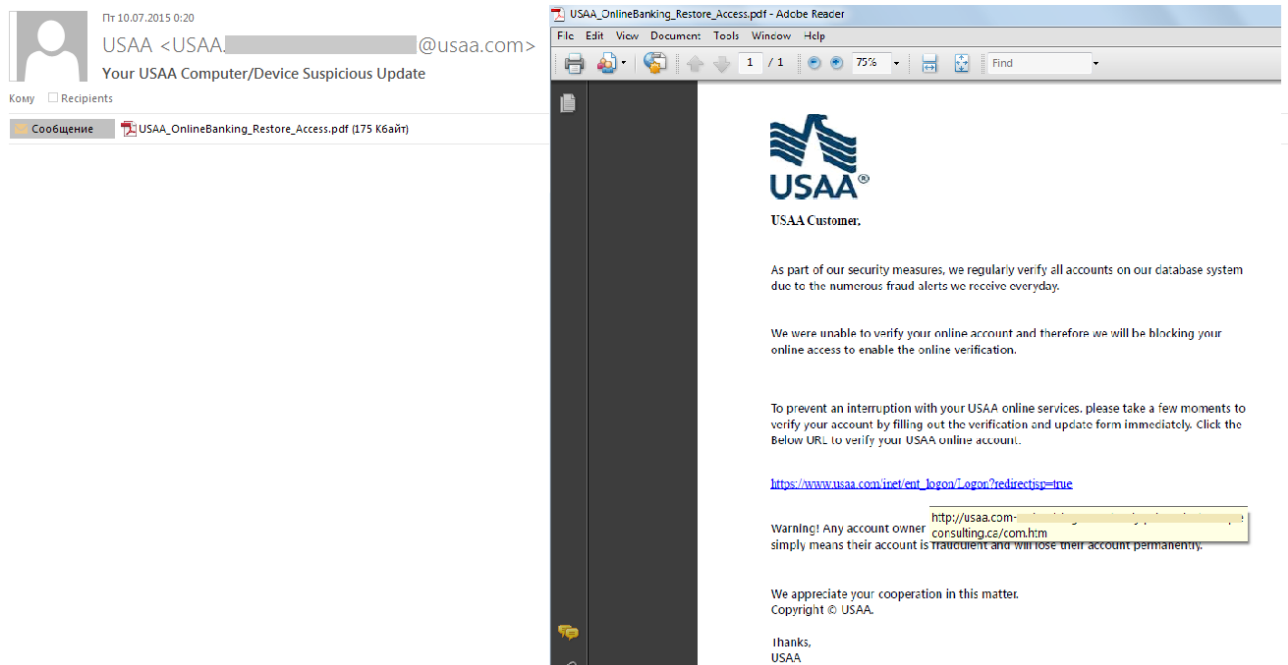 Пт 10.07.2015 0:20
USAA <USAA. @usaa.com>
Your USAA Computer/Device Suspicious Update
Кому Recipients
Сообщение USAA_OnlineBanking_Restore_Access.pdf (175 Кбайт)
USAA_OnlineBanking_Restore_Access.pdf - Adobe Reader
File Edit View Document Tools Window Help
1 / 1 75% Find
USAA®
USAA Customer,
As part of our security measures, we regularly verify all accounts on our database system
due to the numerous fraud alerts we receive everyday.
We were unable to verify your online account and therefore we will be blocking your
online access to enable the online verification.
To prevent an interruption with your USAA online services, please take a few moments to
verify your account by filling out the verification and update form immediately. Click the
Below URL to verify your USAA online account.
https://www.usaa.com/inet/ent_logon/Logon?redirectjsp=true
http://usaa.com-
consulting.ca/com.htm
Warning! Any account owner
simply means their account is fraudulent and will lose their account permanently.
We appreciate your cooperation in this matter.
Copyright © USAA.
Thanks,
USAA